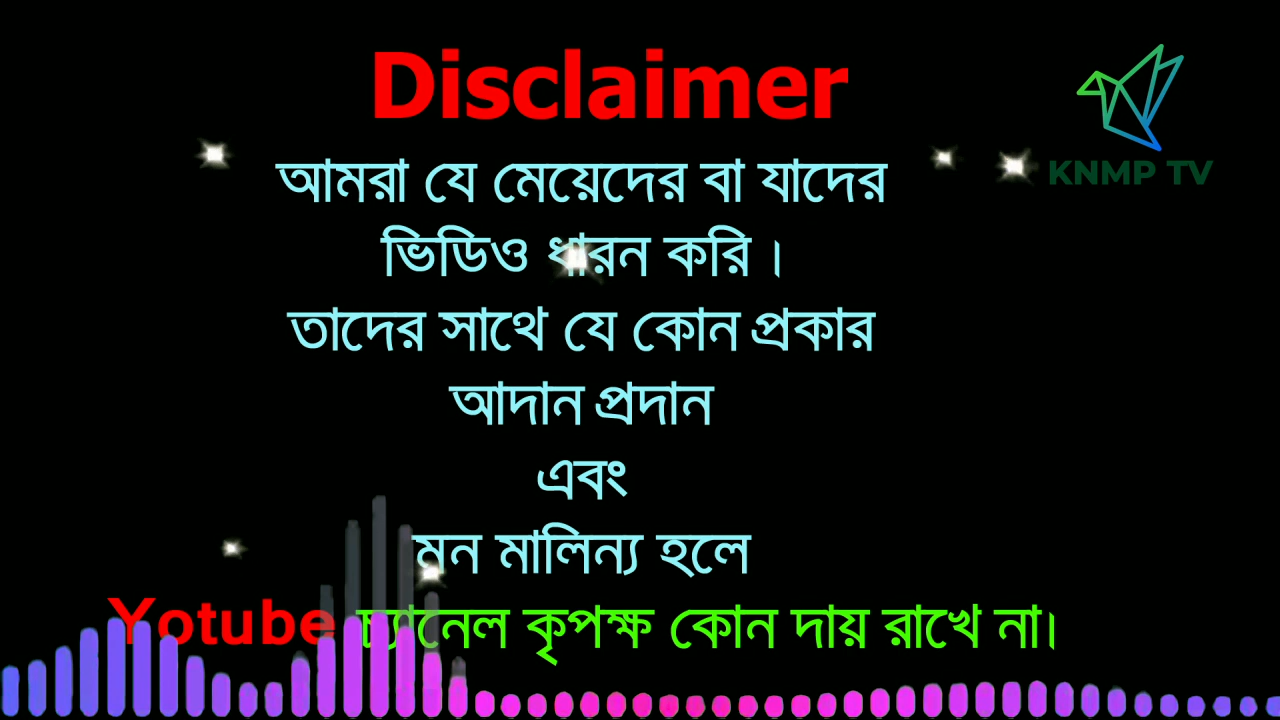 Disclaimer
KNMP TV
আমরা যে মেয়েদের বা যাদের
ভিডিও ধারন করি ।
তাদের সাথে যে কোন প্রকার
আদান প্রদান
এবং
মন মালিন্য হলে
Yotube চ্যানেল কৃপক্ষ কোন দায় রাখে না।